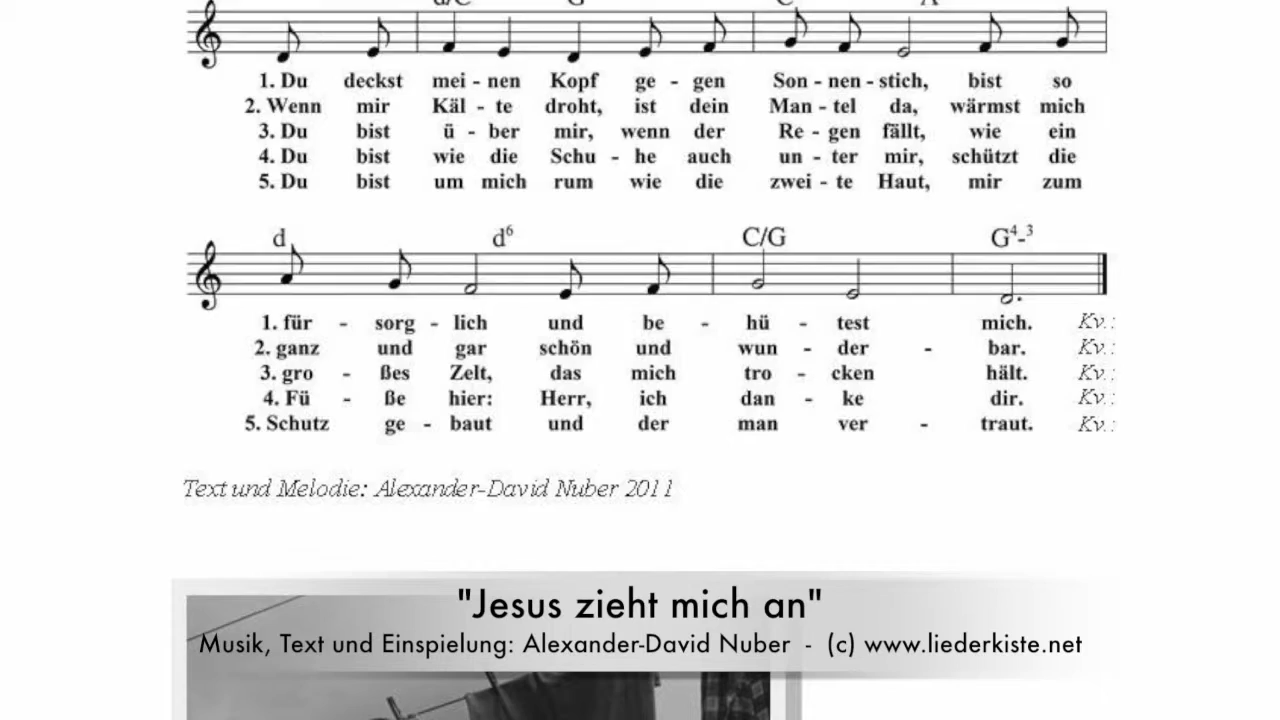 d/C G C A
1. Du deckst mei - nen Kopf ge - gen Son - nen - stich, bist so
2. Wenn mir Käl - te droht, ist dein Man - tel da, wärmst mich
3. Du bist ü - ber mir, wenn der Re - gen fällt, wie ein
4. Du bist wie die Schu - he auch un - ter mir, schützt die
5. Du bist um mich rum wie die zwei - te Haut, mir zum
d d6 C/G G4-3
1. für - sorg - lich und be - hü - test mich. Kv.:
2. ganz und gar schön und wun - der - bar. Kv.:
3. gro - ßes Zelt, das mich tro - cken hält. Kv.:
4. Fü - ße hier: Herr, ich dan - ke dir. Kv.:
5. Schutz ge - baut und der man ver - traut. Kv.:
Text und Melodie: Alexander-David Nuber 2011
"Jesus zieht mich an"
Musik, Text und Einspielung: Alexander-David Nuber - (c) www.liederkiste.net